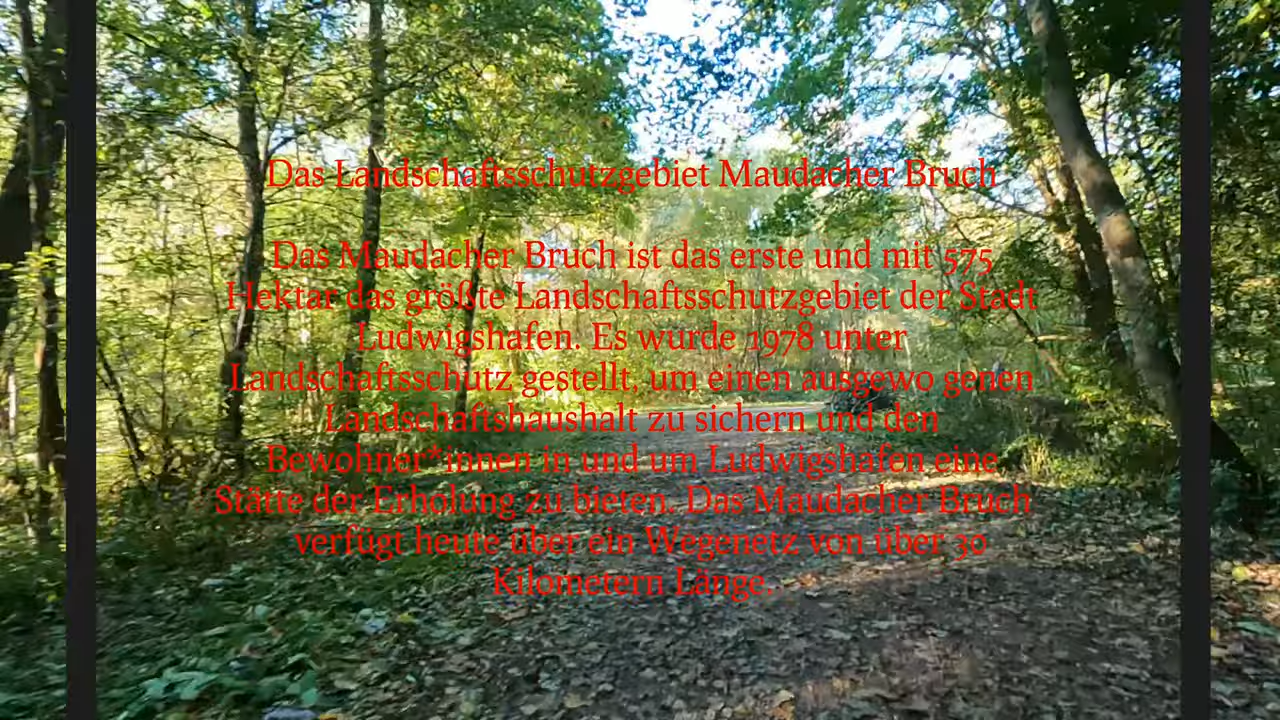 Das Landschaftsschutzgebiet Maudacher Bruch
Das Maudacher Bruch ist das erste und mit 575
Hektar das größte Landschaftsschutzgebiet der Stadt
Ludwigshafen. Es wurde 1978 unter
Landschaftsschutz gestellt, um einen ausgewo genen
Landschaftshaushalt zu sichern und den
Bewohner*innen in und um Ludwigshafen eine
Stätte der Erholung zu bieten. Das Maudacher Bruch
verfügt heute über ein Wegenetz von über 30
Kilometern Länge.